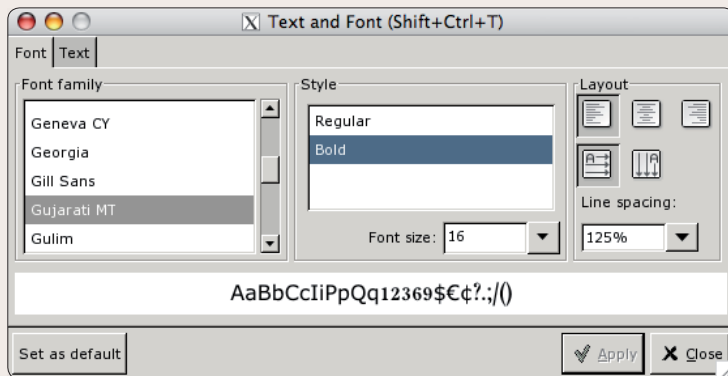 Text and Font (Shift+Ctrl+T)
Font Text
Font family
Geneva CY
Georgia
Gill Sans
Gujarati MT
Gulim
Style
Regular
Bold
Font size: 16
Layout
A A
Line spacing:
125%
AaBbCcIiPpQq12369$€¢?.;/()
Set as default
Apply
Close